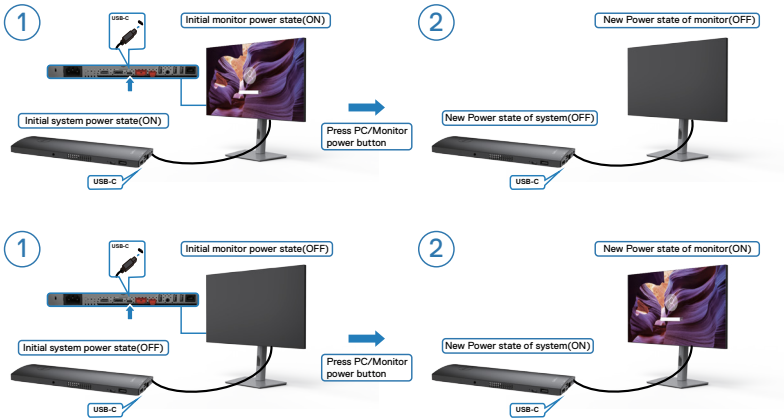 1
USB-C
Initial monitor power state(ON)
Initial system power state(ON)
USB-C
Press PC/Monitor
power button
2
New Power state of monitor(OFF)
New Power state of system(OFF)
USB-C
1
USB-C
Initial monitor power state(OFF)
Initial system power state(OFF)
USB-C
Press PC/Monitor
power button
2
New Power state of monitor(ON)
New Power state of system(ON)
USB-C